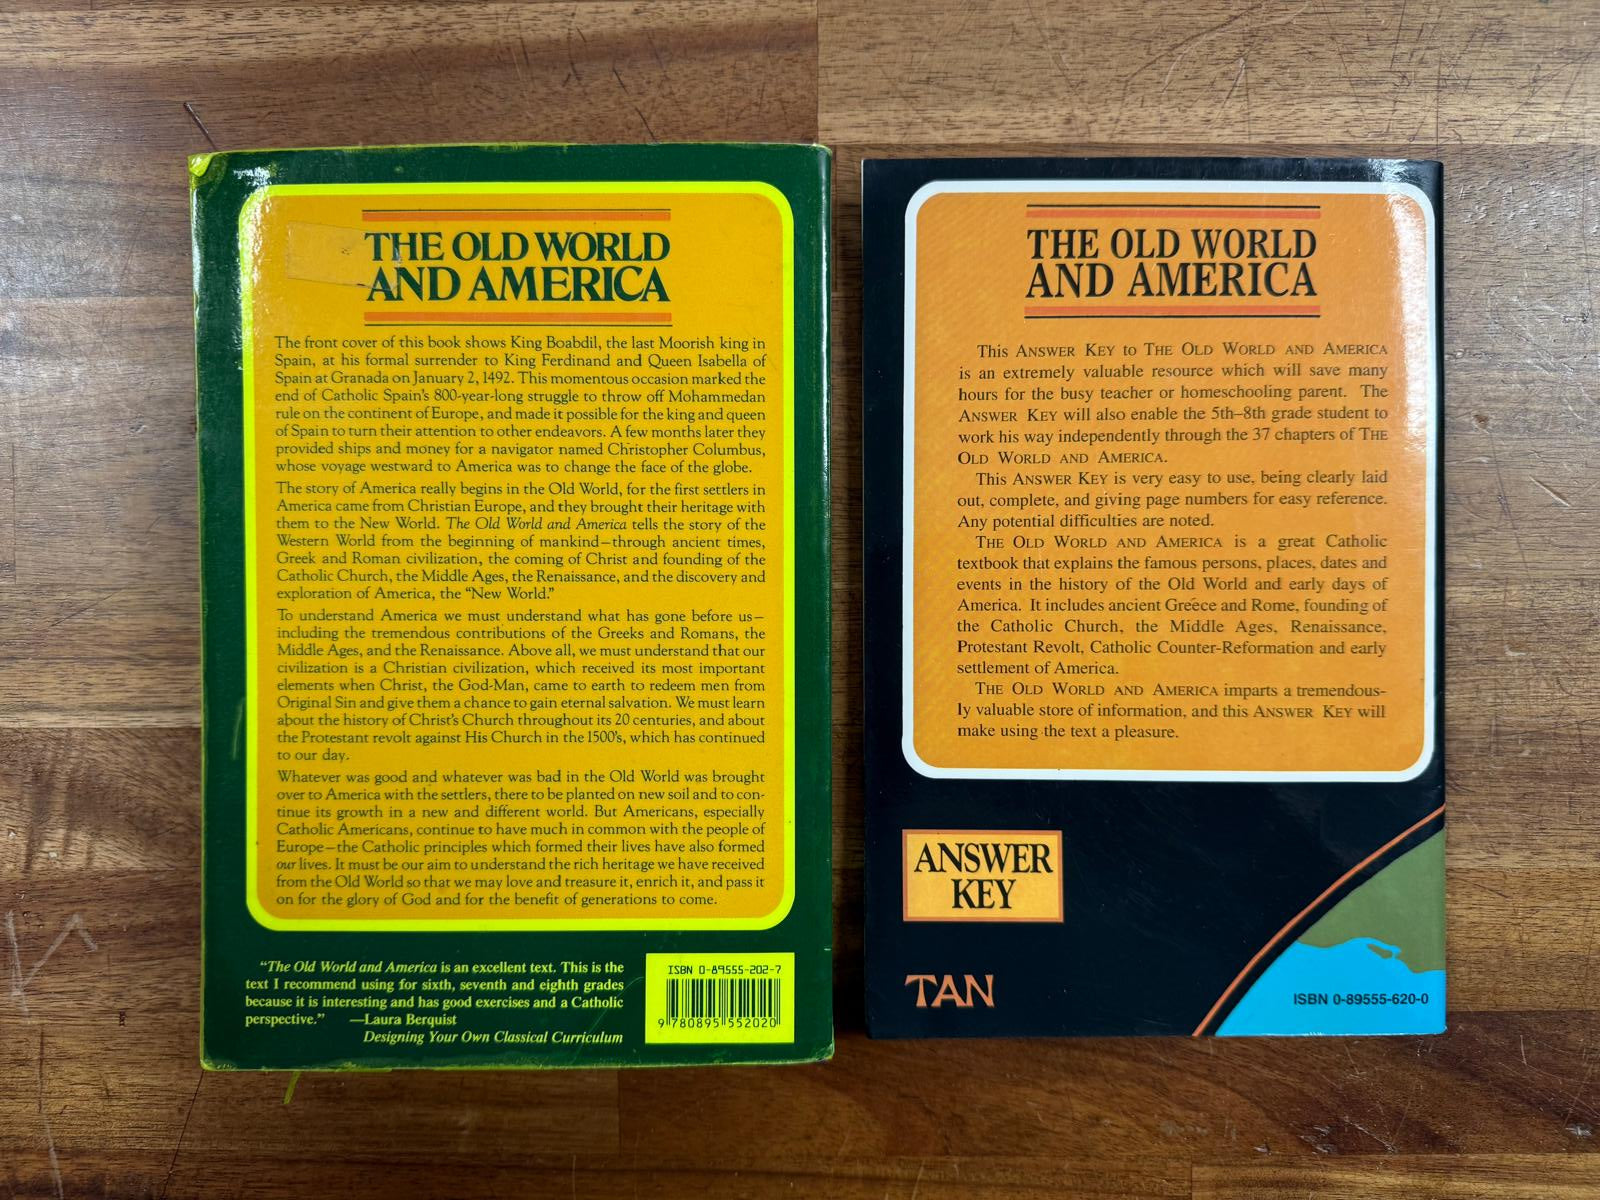 THE OLD WORLD
AND AMERICA
The front cover of this book shows King Boabdil, the last Moorish king in
Spain, at his formal surrender to King Ferdinand and Queen Isabella of
Spain at Granada on January 2, 1492. This momentous occasion marked the
end of Catholic Spain's 800-year-long struggle to throw off Mohammedan
rule on the continent of Europe, and made it possible for the king and queen
of Spain to turn their attention to other endeavors. A few months later they
provided ships and money for a navigator named Christopher Columbus,
whose voyage westward to America was to change the face of the globe.
The story of America really begins in the Old World, for the first settlers in
America came from Christian Europe, and they brought their heritage with
them to the New World. The Old World and America tells the story of the
Western World from the beginning of mankind—through ancient times,
Greek and Roman civilization, the coming of Christ and founding of the
Catholic Church, the Middle Ages, the Renaissance, and the discovery and
exploration of America, the "New World."
To understand America we must understand what has gone before us—
including the tremendous contributions of the Greeks and Romans, the
Middle Ages, and the Renaissance. Above all, we must understand that our
civilization is a Christian civilization, which received its most important
elements when Christ, the God-Man, came to earth to redeem men from
Original Sin and give them a chance to gain eternal salvation. We must learn
about the history of Christ's Church throughout its 20 centuries, and about
the Protestant revolt against His Church in the 1500's, which has continued
to our day.
Whatever was good and whatever was bad in the Old World was brought
over to America with the settlers, there to be planted on new soil and to con-
tinue its growth in a new and different world. But Americans, especially
Catholic Americans, continue to have much in common with the people of
Europe—the Catholic principles which formed their lives have also formed
our lives. It must be our aim to understand the rich heritage we have received
from the Old World so that we may love and treasure it, enrich it, and pass it
on for the glory of God and for the benefit of generations to come.
"The Old World and America is an excellent text. This is the
text I recommend using for sixth, seventh and eighth grades
because it is interesting and has good exercises and a Catholic
perspective." —Laura Berquist
Designing Your Own Classical Curriculum
ISBN 0-89555-202-7
9 780895 552020
THE OLD WORLD
AND AMERICA
This ANSWER KEY to THE OLD WORLD AND AMERICA
is an extremely valuable resource which will save many
hours for the busy teacher or homeschooling parent. The
ANSWER KEY will also enable the 5th–8th grade student to
work his way independently through the 37 chapters of THE
OLD WORLD AND AMERICA.
This ANSWER KEY is very easy to use, being clearly laid
out, complete, and giving page numbers for easy reference.
Any potential difficulties are noted.
THE OLD WORLD AND AMERICA is a great Catholic
textbook that explains the famous persons, places, dates and
events in the history of the Old World and early days of
America. It includes ancient Greece and Rome, founding of
the Catholic Church, the Middle Ages, Renaissance,
Protestant Revolt, Catholic Counter-Reformation and early
settlement of America.
THE OLD WORLD AND AMERICA imparts a tremendous-
ly valuable store of information, and this ANSWER KEY will
make using the text a pleasure.
ANSWER
KEY
TAN
ISBN 0-89555-620-0